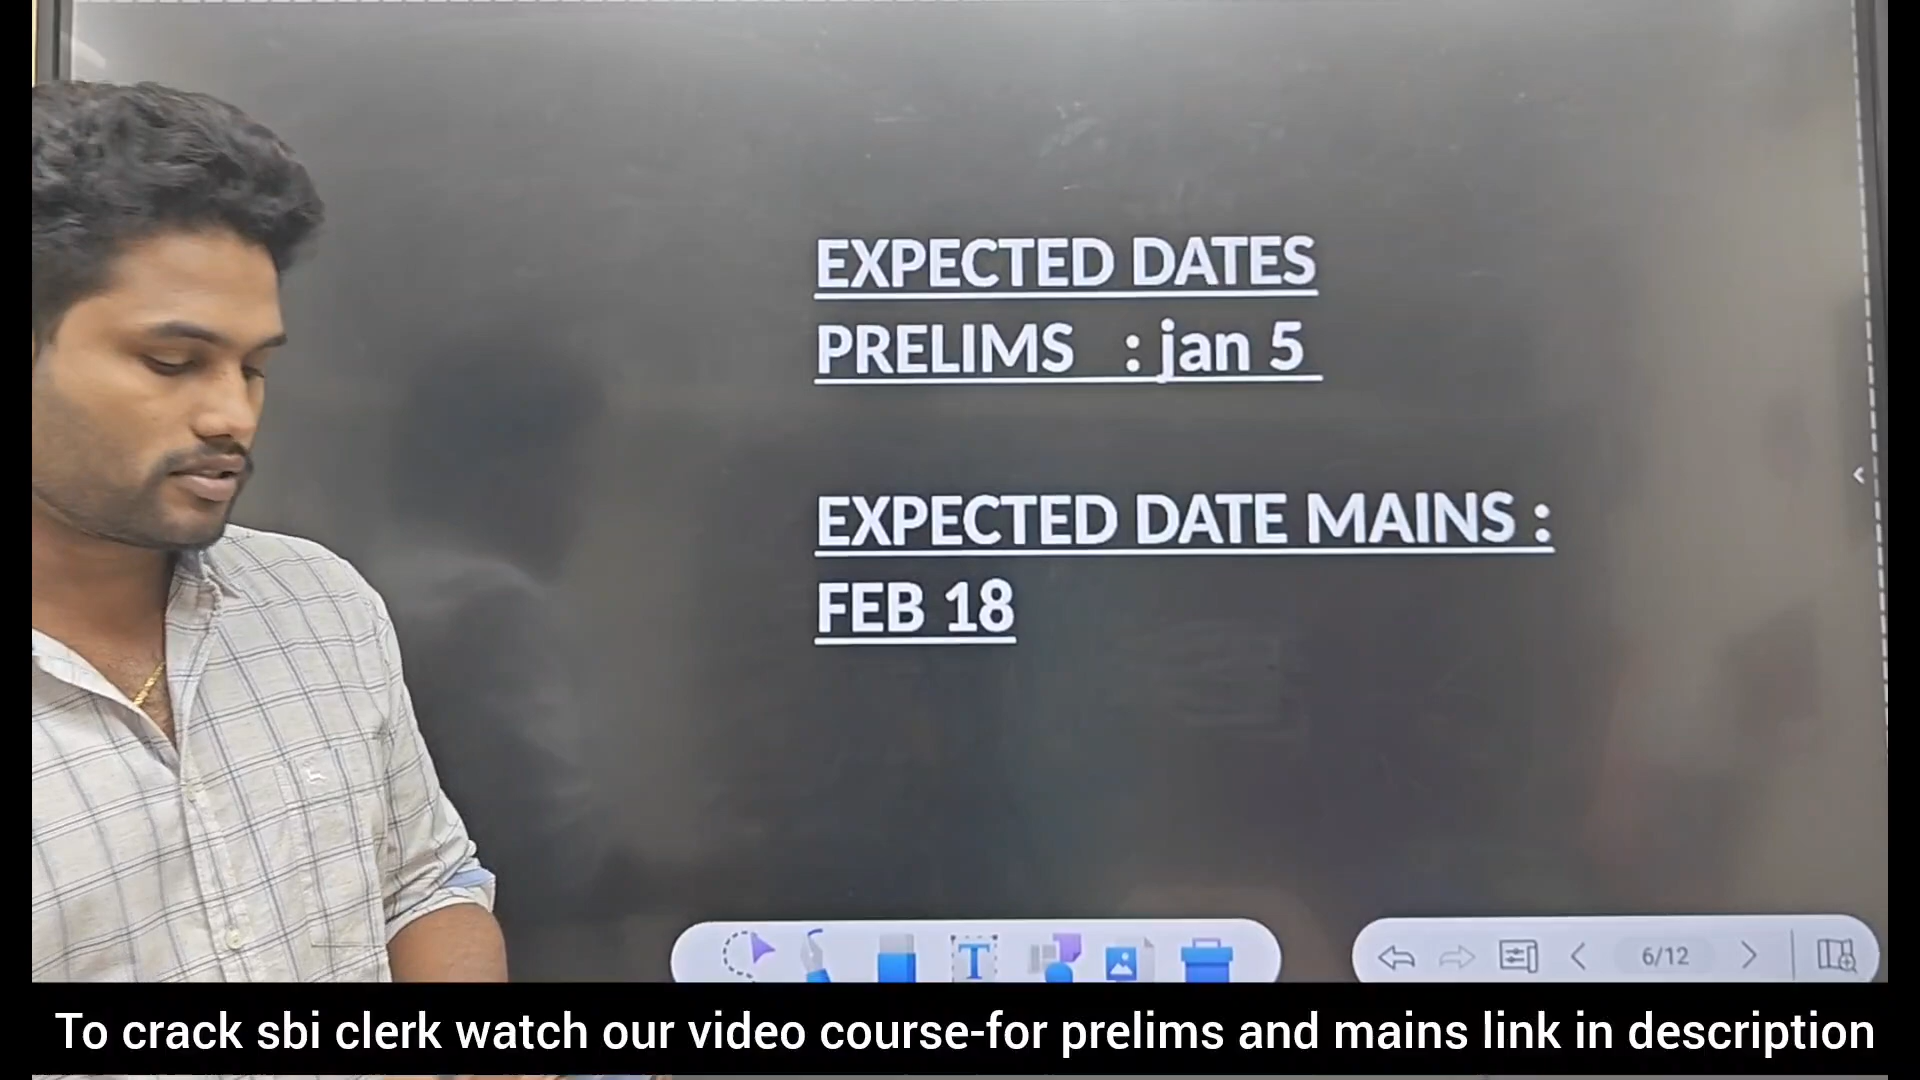 EXPECTED DATES
PRELIMS : jan 5
EXPECTED DATE MAINS :
FEB 18
T
6/12
To crack sbi clerk watch our video course-for prelims and mains link in description